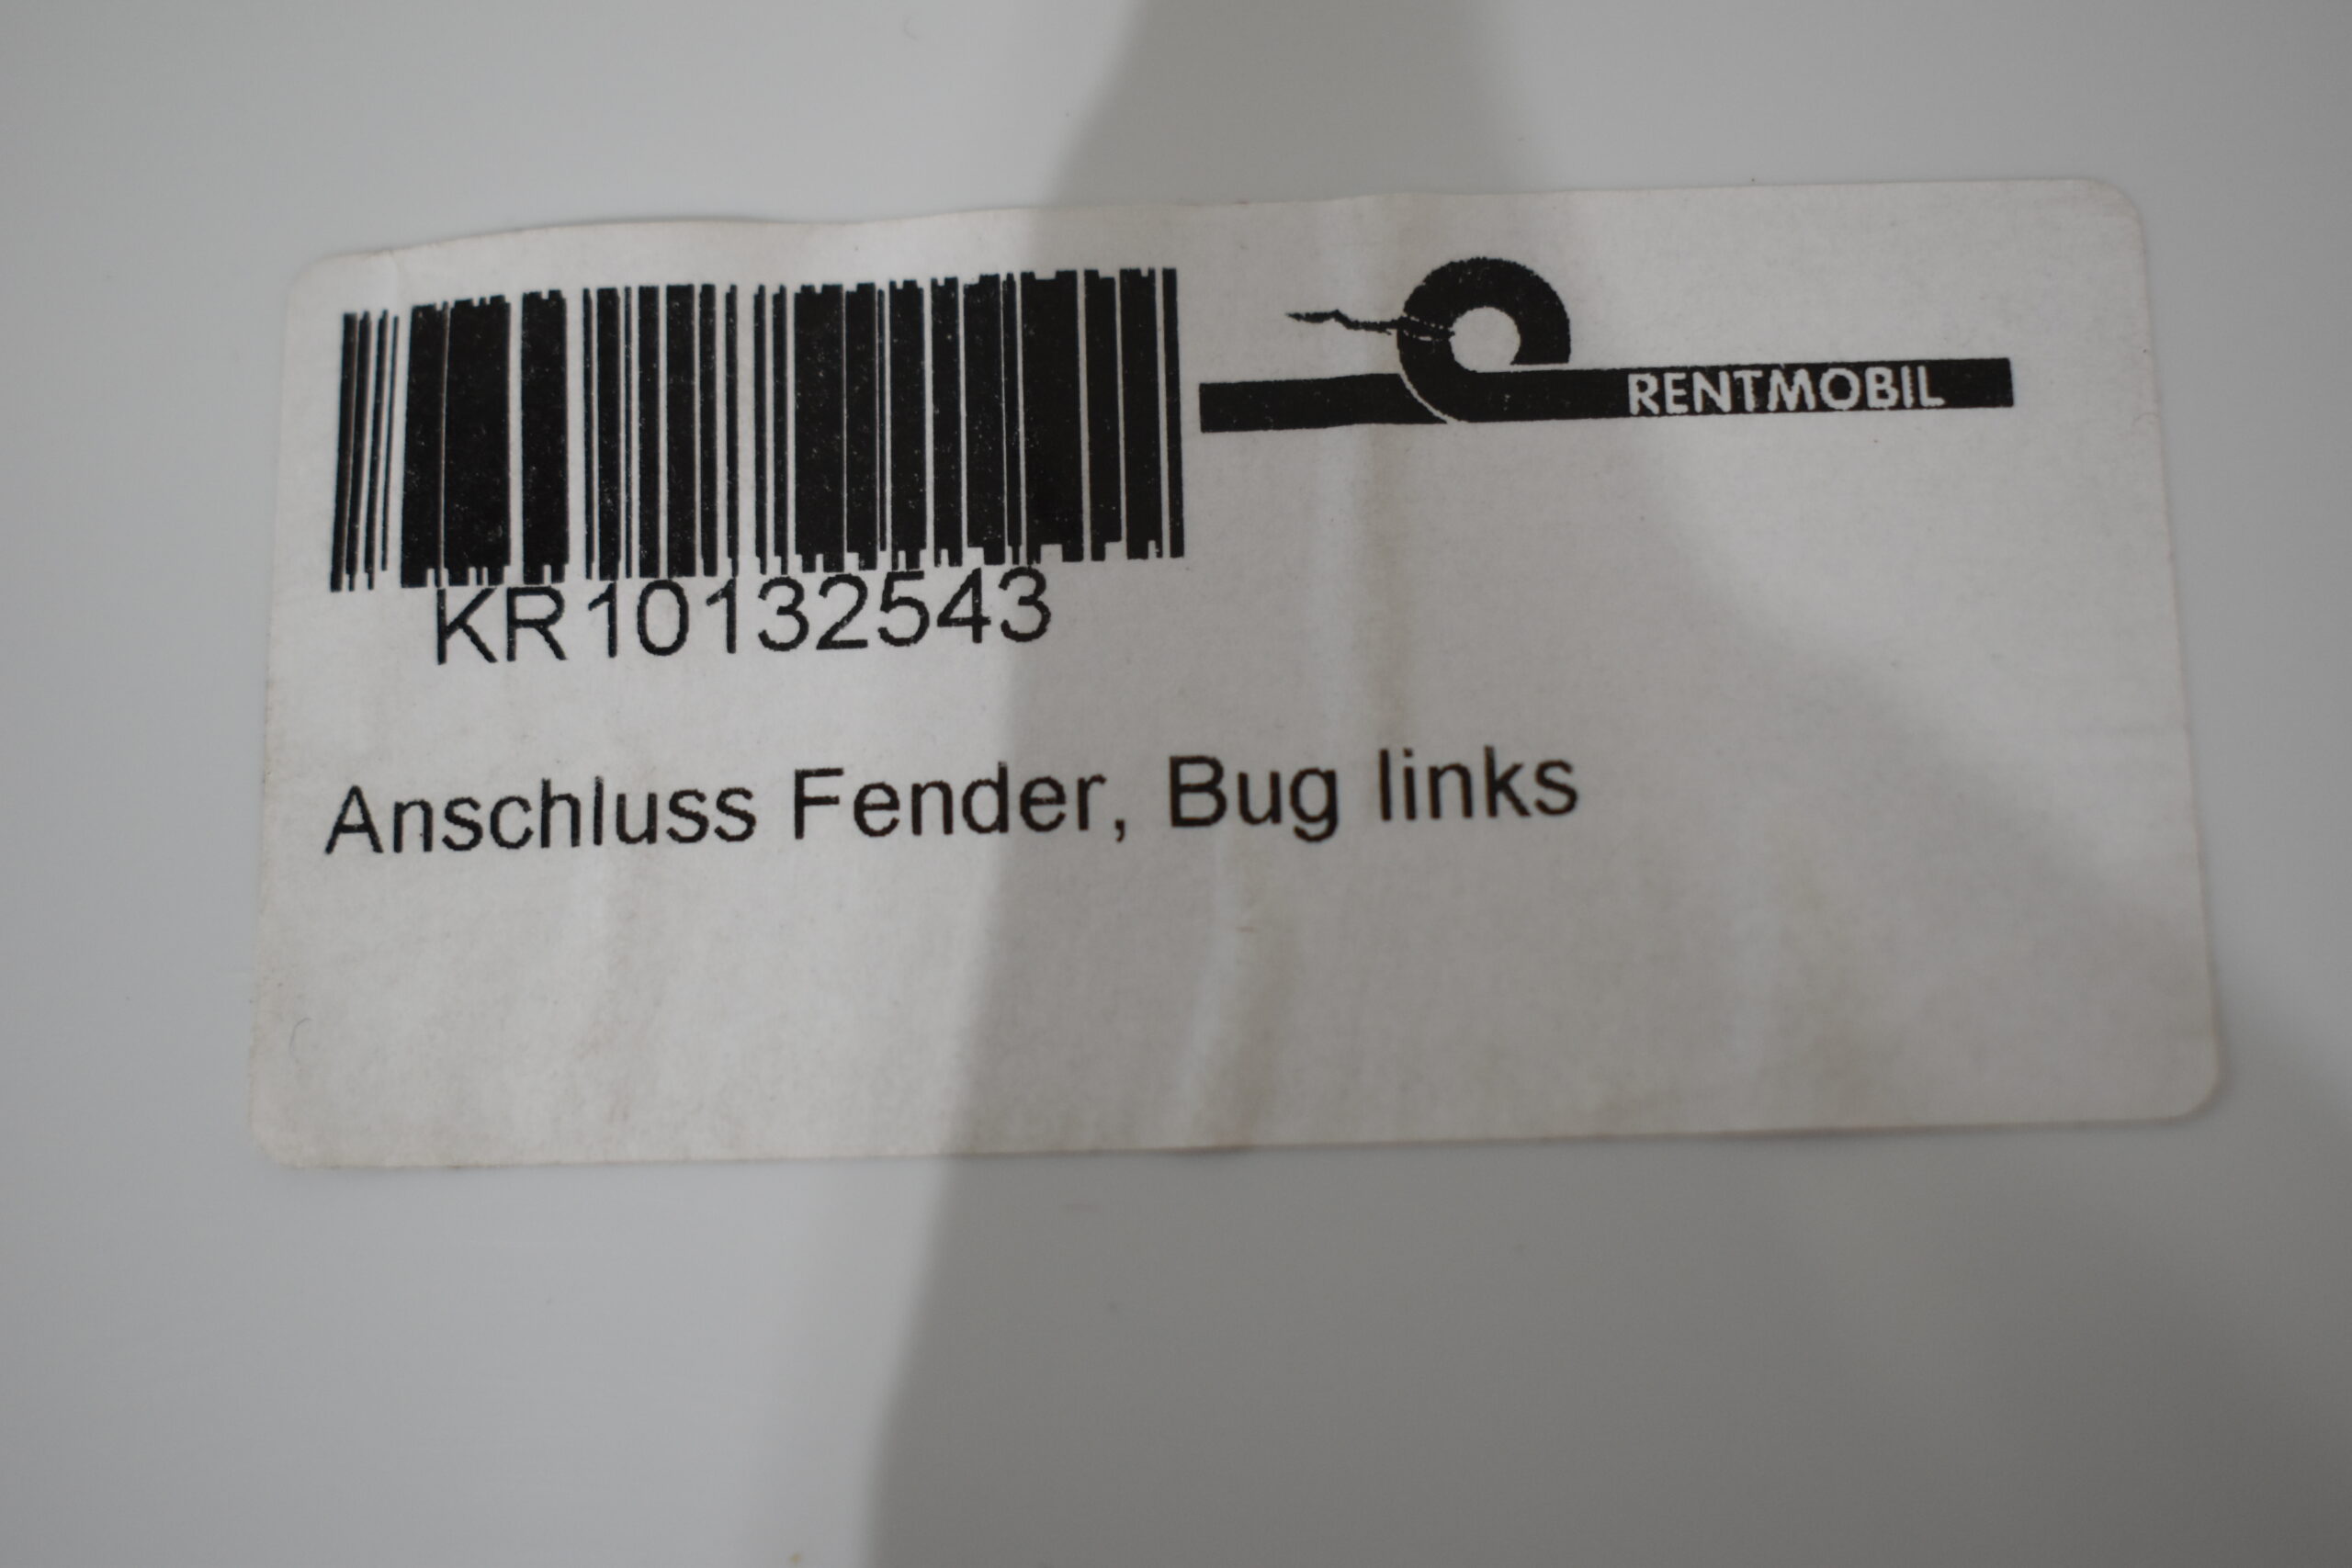 RENTMOBIL
KR10132543
Anschluss Fender, Bug links